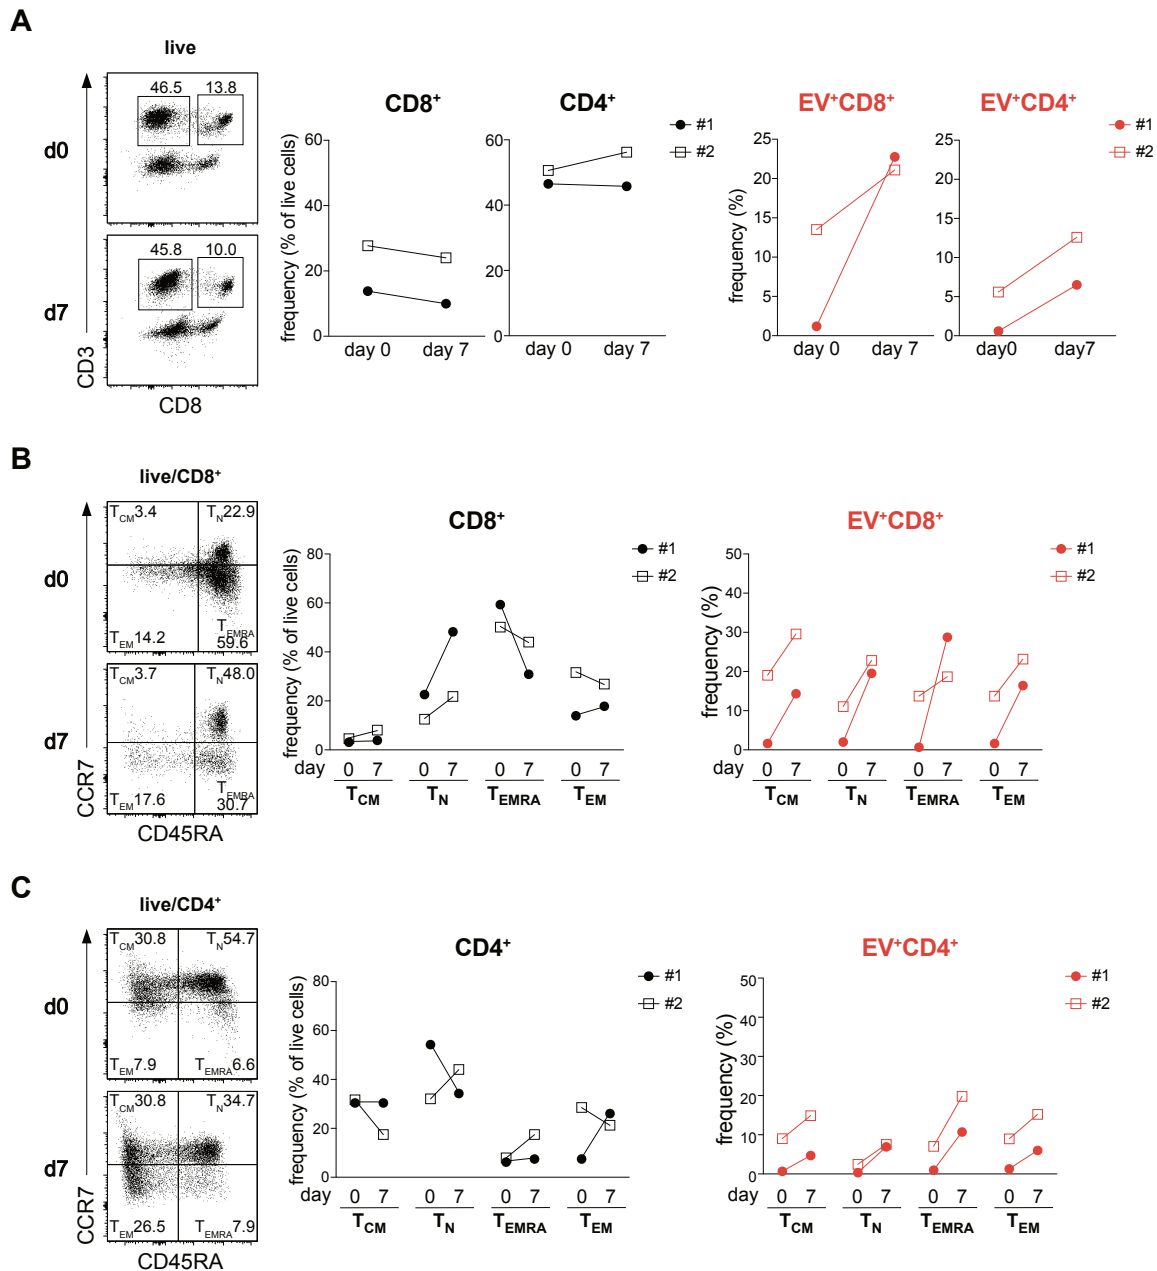 A
live
46.5 13.8
d0
45.8 10.0
d7
CD3
CD8
CD8⁺
CD4⁺
#1
#2
frequency (% of live cells)
60
40
20
0
day 0 day 7
60
40
20
0
day 0 day 7
EV⁺CD8⁺
EV⁺CD4⁺
#1
#2
frequency (%)
25
20
15
10
5
0
day 0 day 7
25
20
15
10
5
0
day0 day7
B
live/CD8⁺
TCM3.4 TN22.9
d0
TEM14.2 TEMRA
59.6
TCM3.7 TN48.0
d7
TEM17.6 TEMRA
30.7
CCR7
CD45RA
CD8⁺
#1
#2
frequency (% of live cells)
80
60
40
20
0
day 0 7 0 7 0 7 0 7
TCM TN TEMRA TEM
EV⁺CD8⁺
#1
#2
frequency (%)
50
40
30
20
10
0
day 0 7 0 7 0 7 0 7
TCM TN TEMRA TEM
C
live/CD4⁺
TCM30.8 TN54.7
d0
TEM7.9 TEMRA6.6
TCM30.8 TN34.7
d7
TEM26.5 TEMRA7.9
CCR7
CD45RA
CD4⁺
#1
#2
frequency (% of live cells)
80
60
40
20
0
day 0 7 0 7 0 7 0 7
TCM TN TEMRA TEM
EV⁺CD4⁺
#1
#2
frequency (%)
50
40
30
20
10
0
day 0 7 0 7 0 7 0 7
TCM TN TEMRA TEM